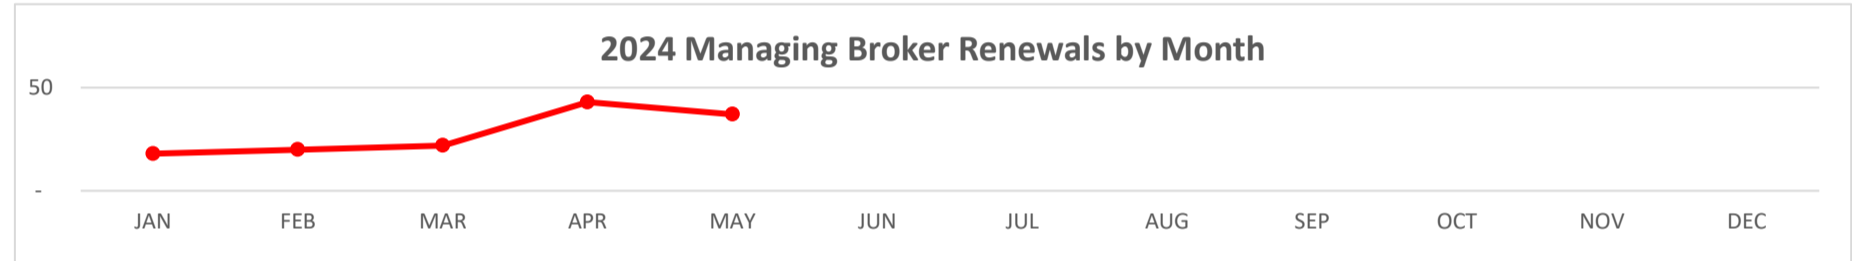 2024 Managing Broker Renewals by Month
50
-
JAN FEB MAR APR MAY JUN JUL AUG SEP OCT NOV DEC